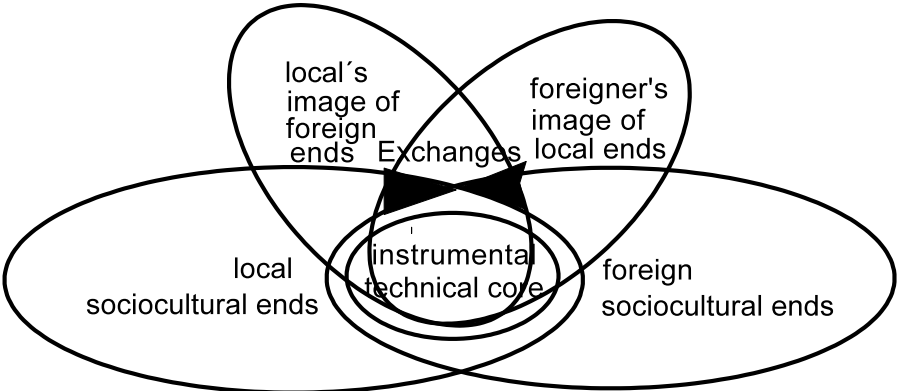 local´s
image of
foreign
ends
foreigner's
image of
local ends
Exchanges
instrumental
technical core
local
sociocultural ends
foreign
sociocultural ends